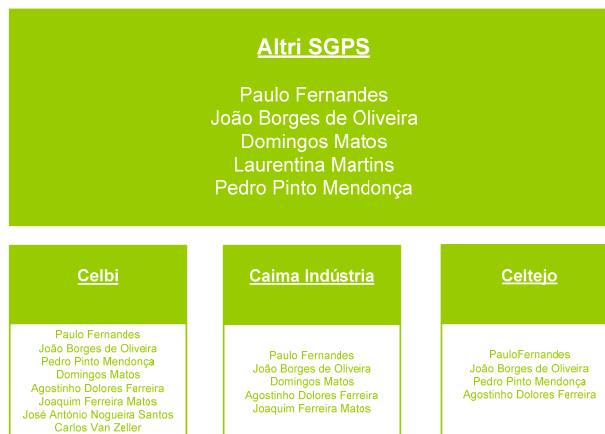 Altri SGPS
Paulo Fernandes
João Borges de Oliveira
Domingos Matos
Laurentina Martins
Pedro Pinto Mendonça
Celbi
Paulo Fernandes
João Borges de Oliveira
Pedro Pinto Mendonça
Domingos Matos
Agostinho Dolores Ferreira
Joaquim Ferreira Matos
José António Nogueira Santos
Carlos Van Zeller
Caima Indústria
Paulo Fernandes
João Borges de Oliveira
Domingos Matos
Agostinho Dolores Ferreira
Joaquim Ferreira Matos
Celtejo
PauloFernandes
João Borges de Oliveira
Pedro Pinto Mendonça
Agostinho Dolores Ferreira